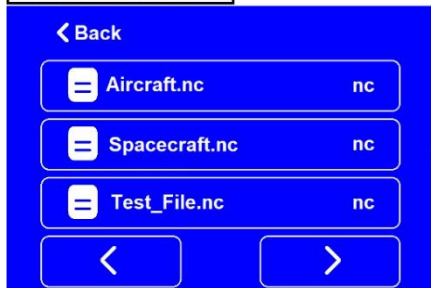 Back
Aircraft.nc nc
Spacecraft.nc nc
Test_File.nc nc